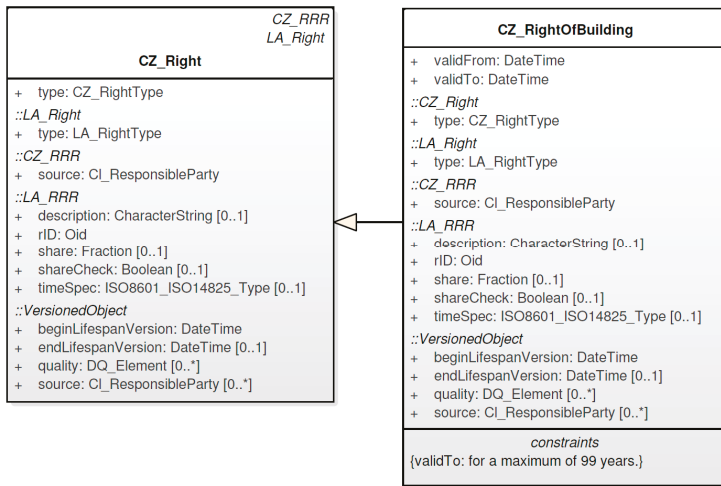 CZ_RRR
LA_Right
CZ_Right
+ type: CZ_RightType
::LA_Right
+ type: LA_RightType
::CZ_RRR
+ source: CI_ResponsibleParty
::LA_RRR
+ description: CharacterString [0..1]
+ rID: Oid
+ share: Fraction [0..1]
+ shareCheck: Boolean [0..1]
+ timeSpec: ISO8601_ISO14825_Type [0..1]
::VersionedObject
+ beginLifespanVersion: DateTime
+ endLifespanVersion: DateTime [0..1]
+ quality: DQ_Element [0..*]
+ source: CI_ResponsibleParty [0..*]
CZ_RightOfBuilding
+ validFrom: DateTime
+ validTo: DateTime
::CZ_Right
+ type: CZ_RightType
::LA_Right
+ type: LA_RightType
::CZ_RRR
+ source: CI_ResponsibleParty
::LA_RRR
+ description: CharacterString [0..1]
+ rID: Oid
+ share: Fraction [0..1]
+ shareCheck: Boolean [0..1]
+ timeSpec: ISO8601_ISO14825_Type [0..1]
::VersionedObject
+ beginLifespanVersion: DateTime
+ endLifespanVersion: DateTime [0..1]
+ quality: DQ_Element [0..*]
+ source: CI_ResponsibleParty [0..*]
constraints
{validTo: for a maximum of 99 years.}